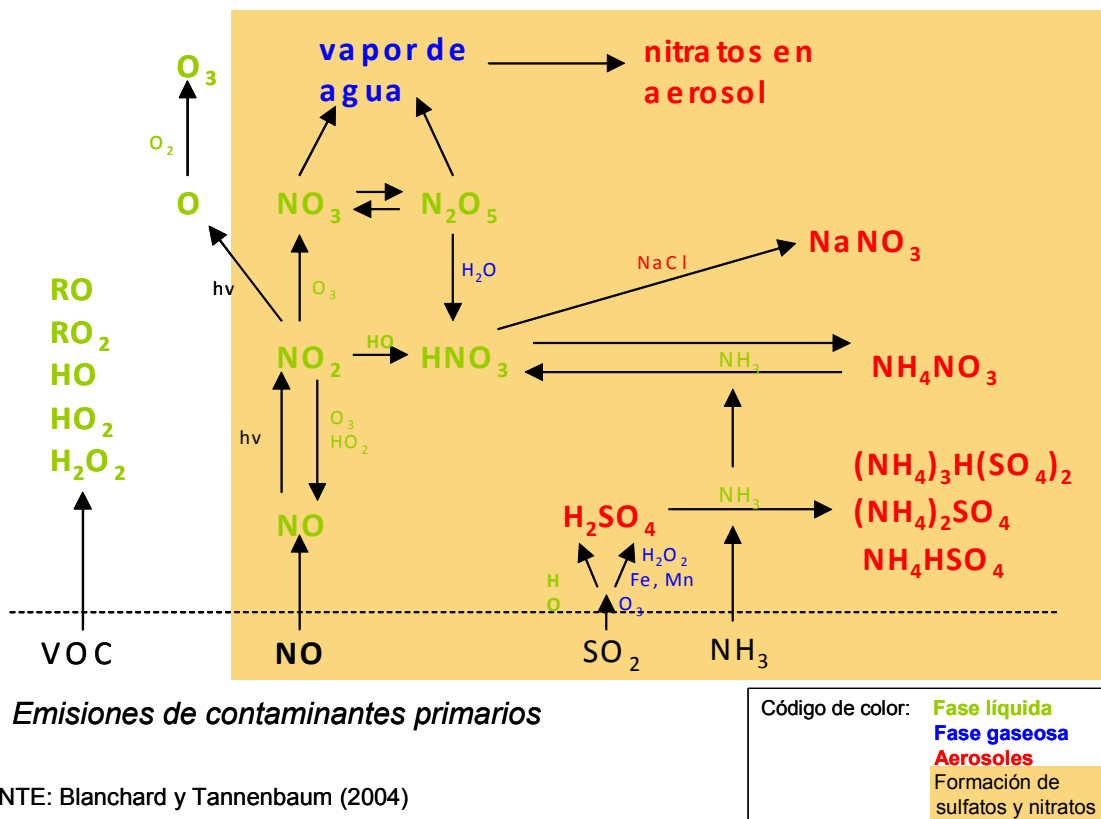 vapor de agua
nitratos en aerosol
O₃
O₂
O
NO₃
N₂O₅
NaNO₃
NaCl
H₂O
hv
O₃
RO
RO₂
HO
HO₂
H₂O₂
NO₂
HO
HNO₃
NH₃
NH₄NO₃
hv
O₃
HO₂
(NH₄)₃H(SO₄)₂
(NH₄)₂SO₄
NH₄HSO₄
NH₃
H₂SO₄
NO
H₂O₂
Fe, Mn
O₃
H
O
VOC
NO
SO₂
NH₃
Emisiones de contaminantes primarios
Código de color:
Fase líquida
Fase gaseosa
Aerosoles
Formación de
sulfatos y nitratos
NTE: Blanchard y Tannenbaum (2004)